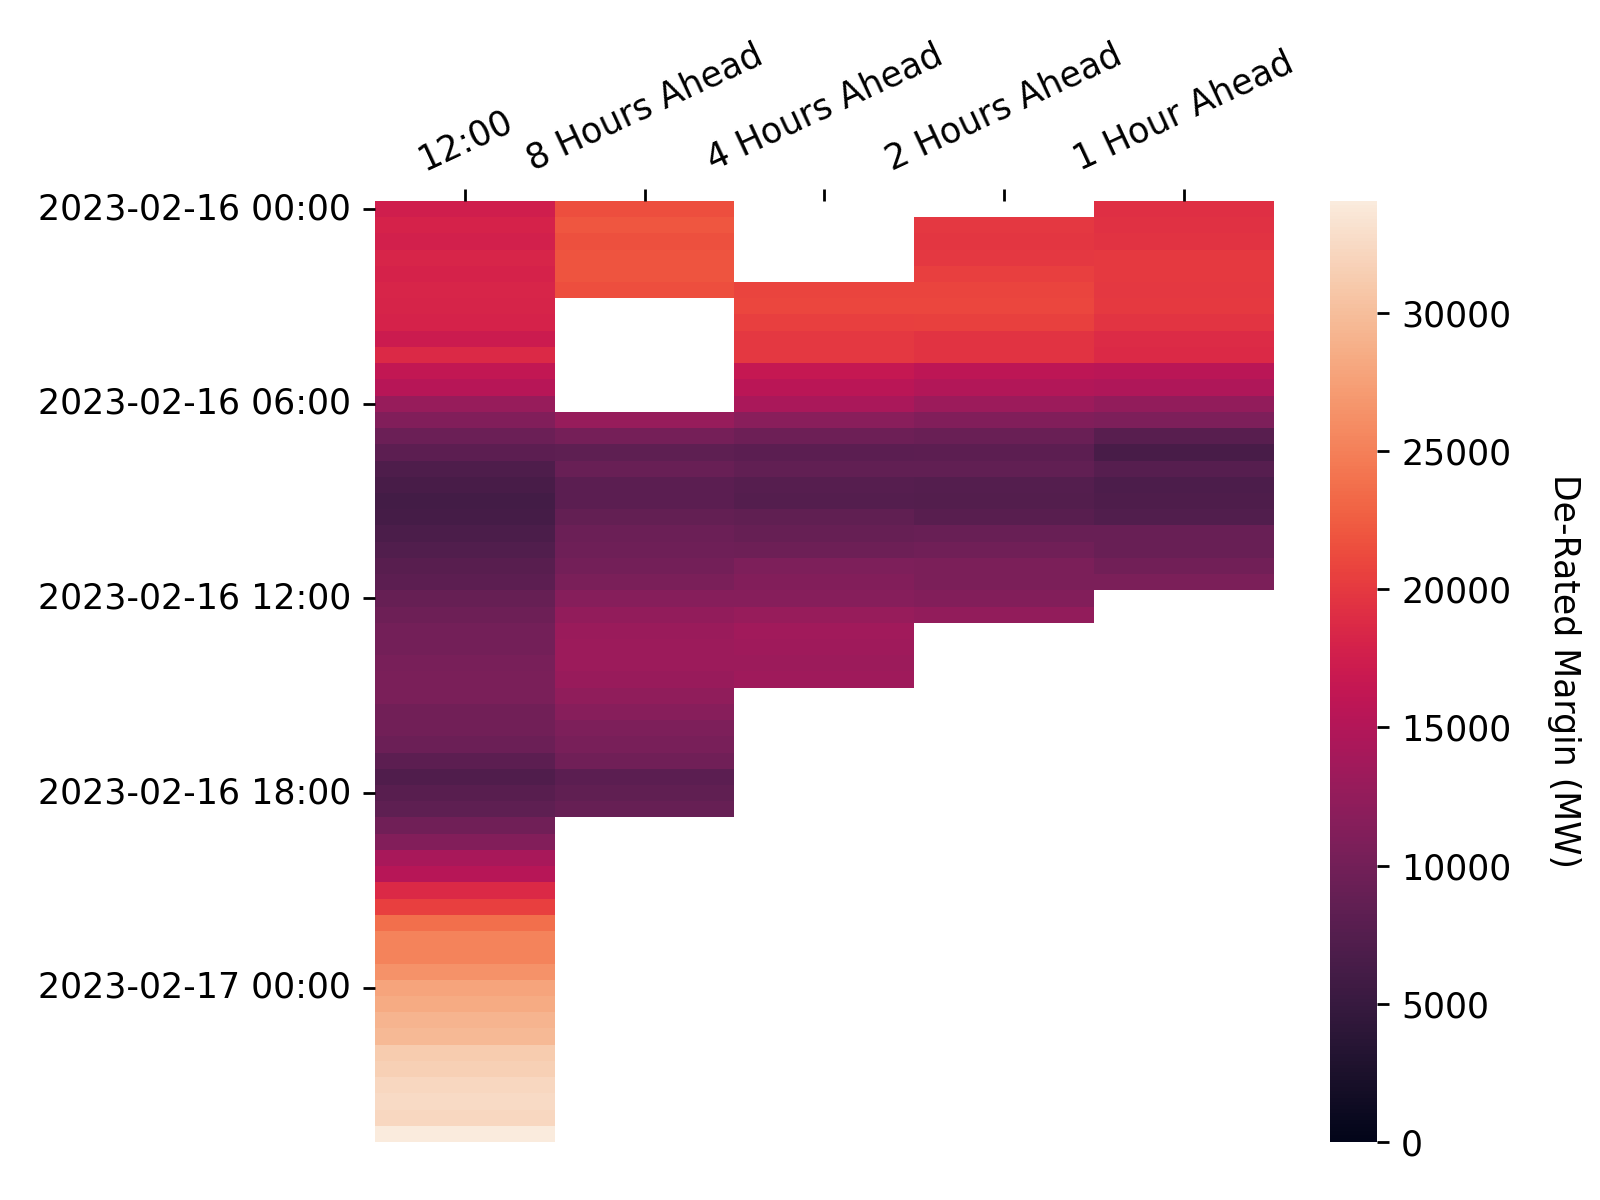 12:00
8 Hours Ahead
4 Hours Ahead
2 Hours Ahead
1 Hour Ahead
2023-02-16 00:00
2023-02-16 06:00
2023-02-16 12:00
2023-02-16 18:00
2023-02-17 00:00
30000
25000
20000
15000
10000
5000
0
De-Rated Margin (MW)